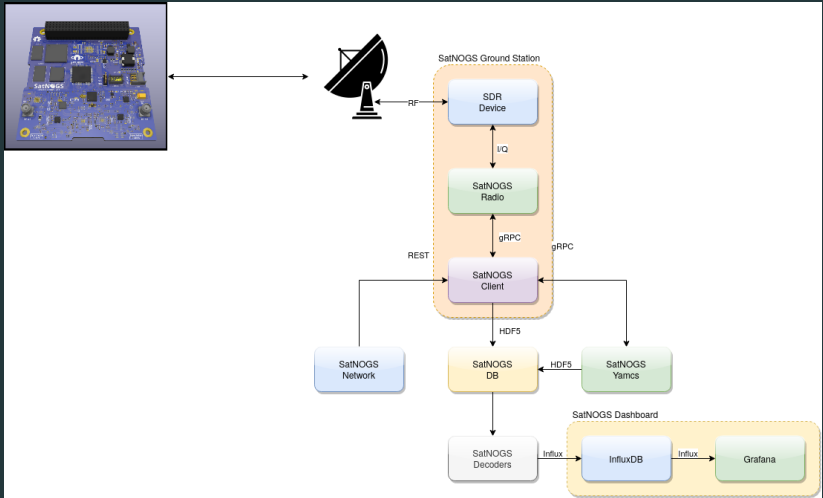 SatNOGS
SatNOGS Ground Station
SDR
Device
RF
I/Q
SatNOGS
Radio
gRPC
gRPC
REST
SatNOGS
Client
HDF5
SatNOGS
Network
SatNOGS
DB
HDF5
SatNOGS
Yamcs
SatNOGS Dashboard
SatNOGS
Decoders
Influx
InfluxDB
Influx
Grafana